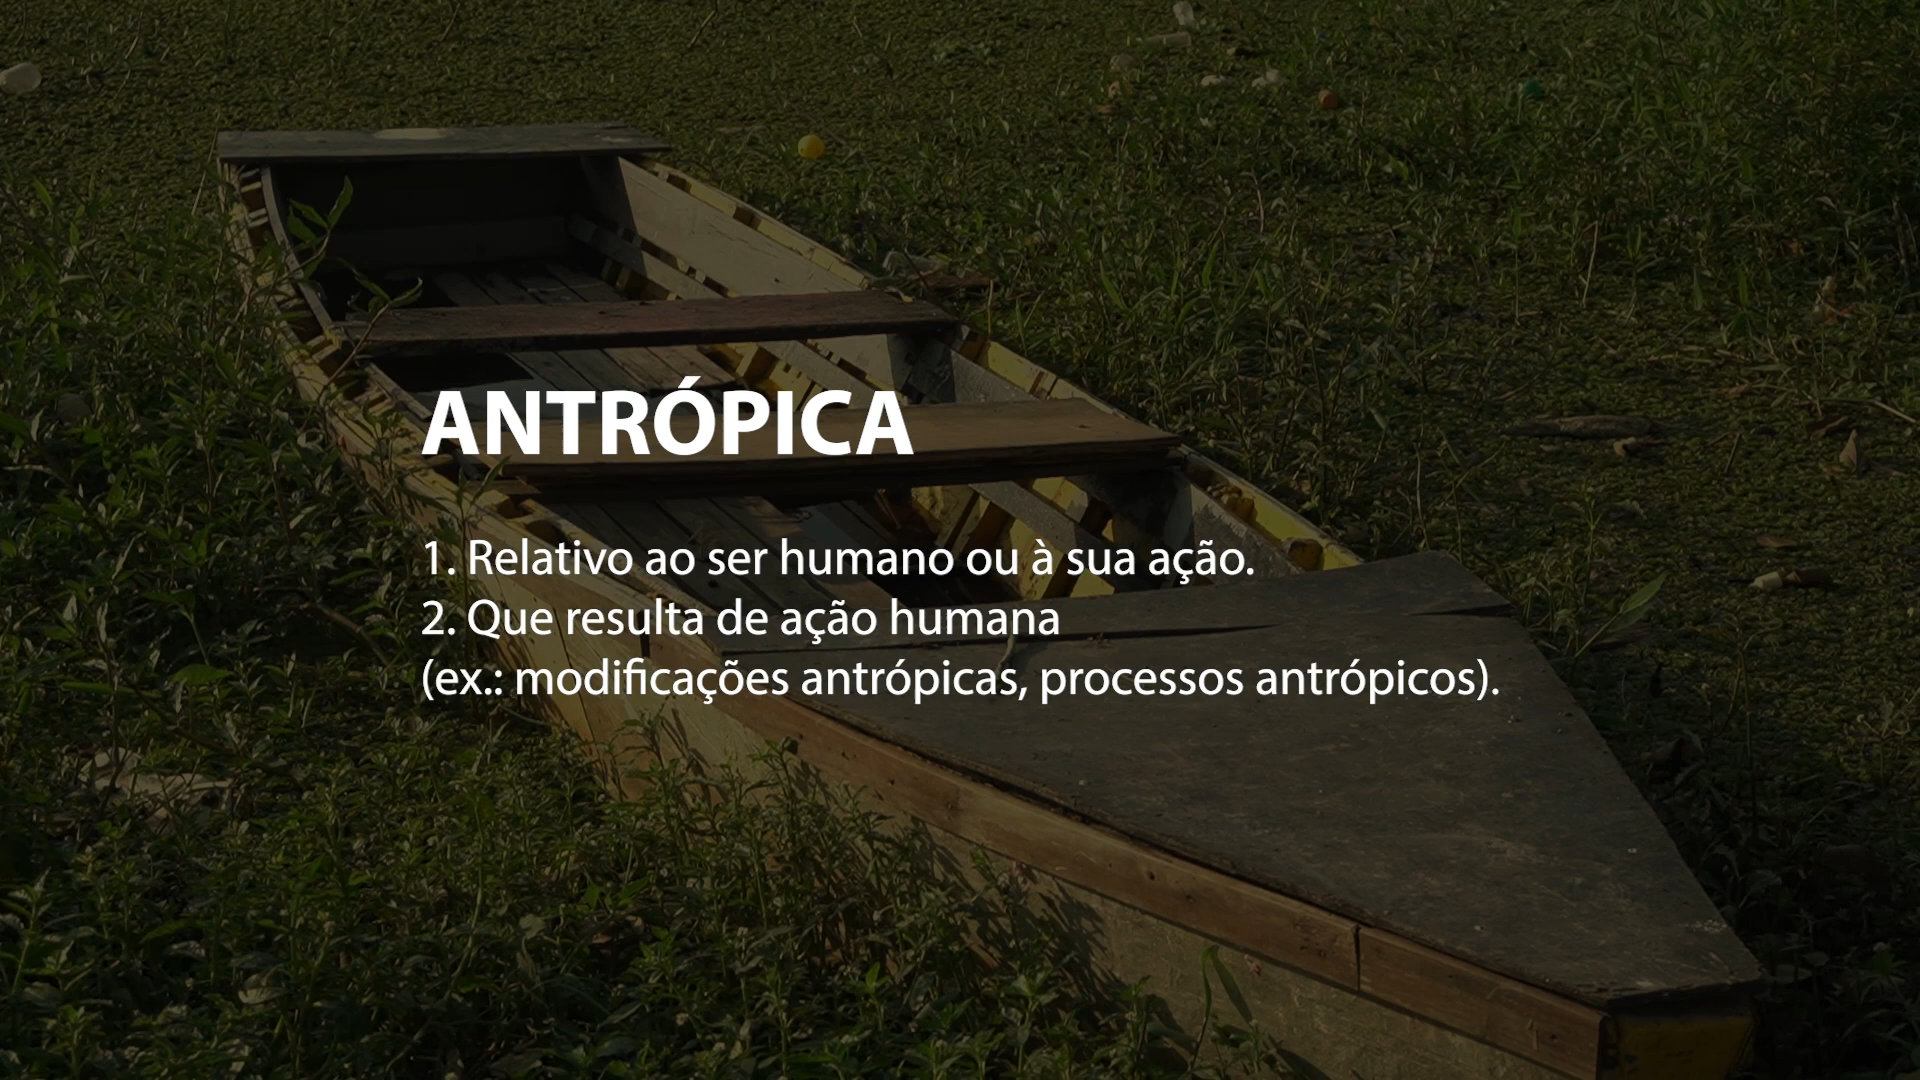 ANTRÓPICA
1. Relativo ao ser humano ou à sua ação.
2. Que resulta de ação humana
(ex.: modificações antrópicas, processos antrópicos).